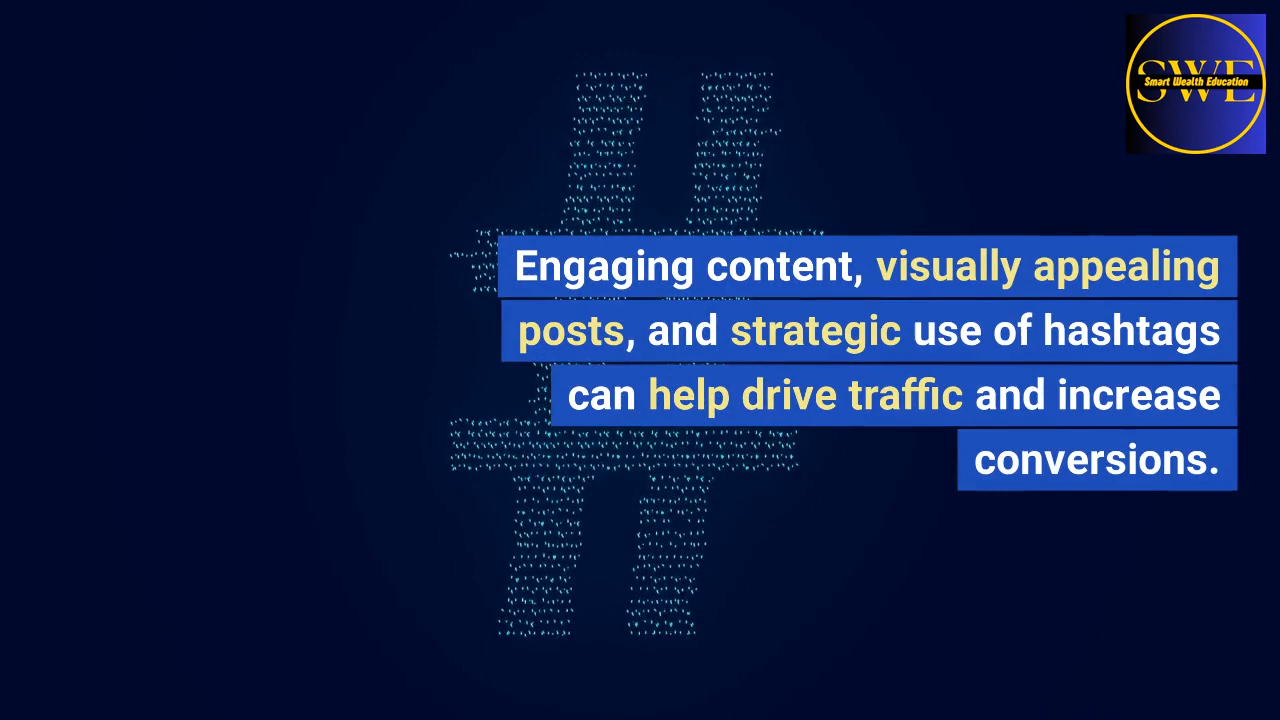 SWE
Smart Wealth Education
Engaging content, visually appealing
posts, and strategic use of hashtags
can help drive traffic and increase
conversions.